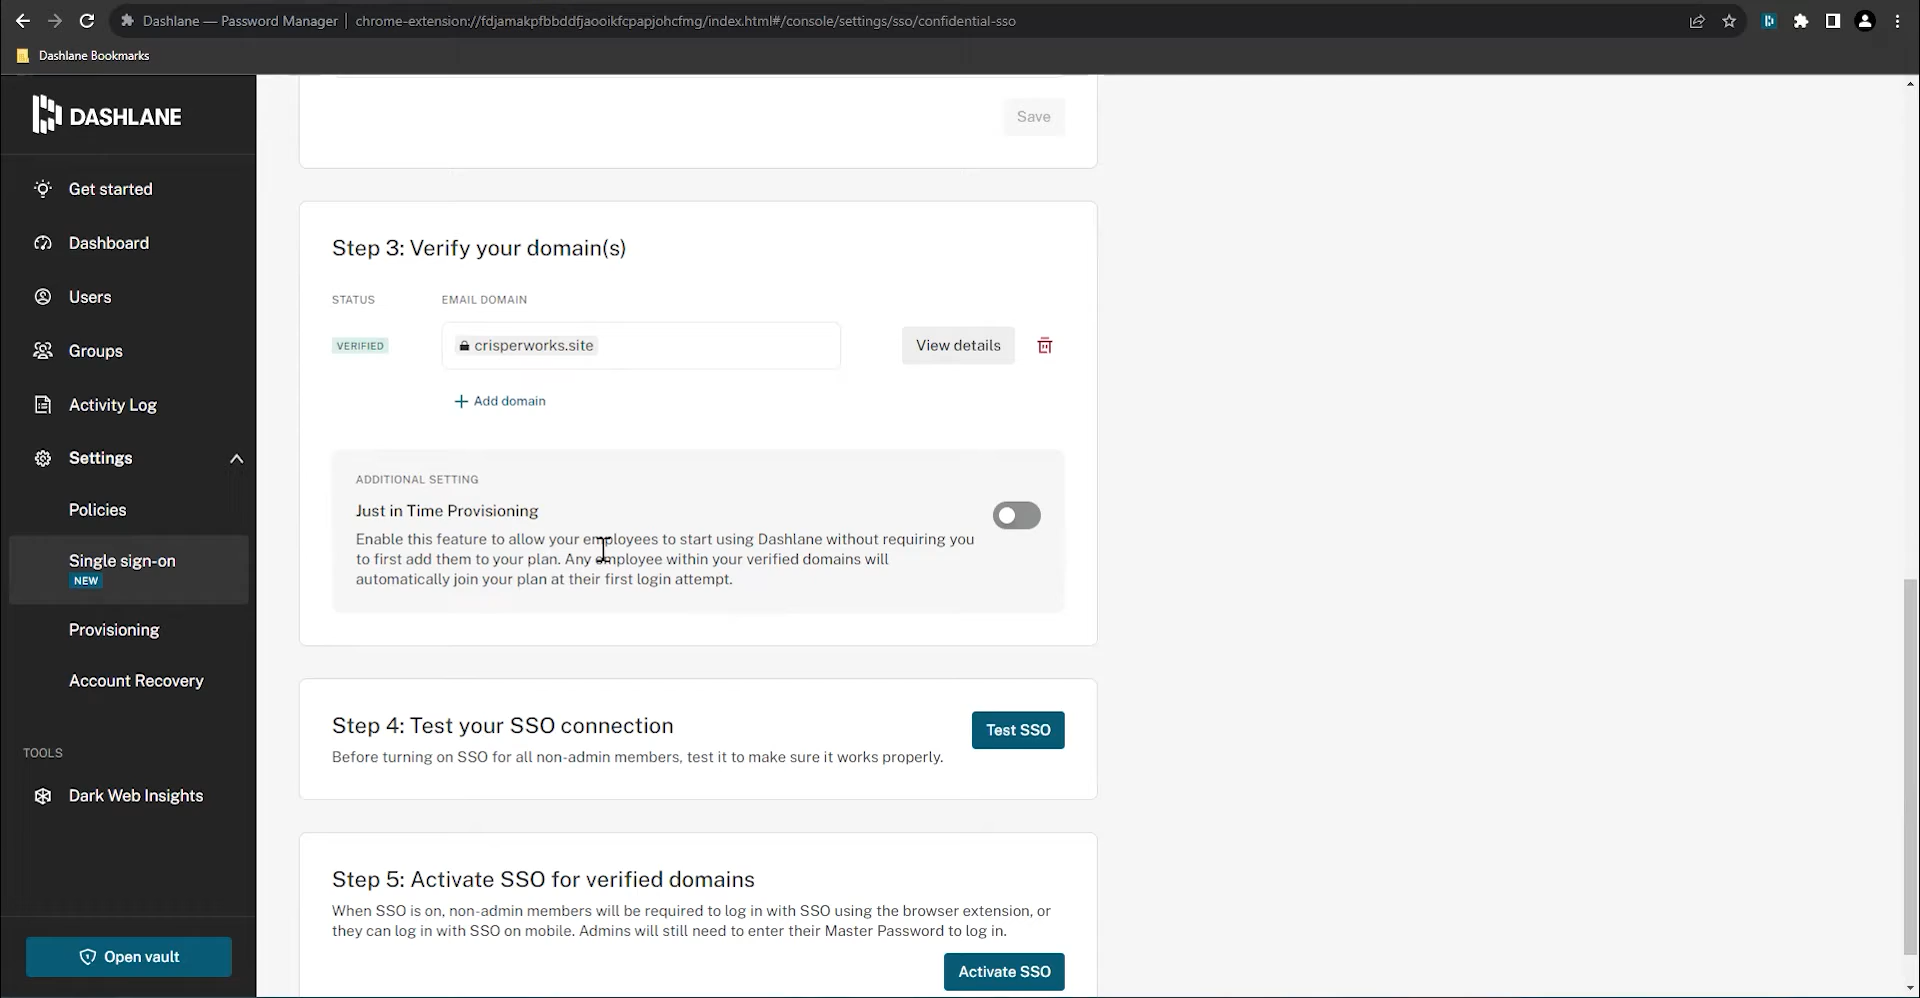 Dashlane — Password Manager | chrome-extension://fdjamakpfbbddfjaooikfcpapjohcfmg/index.html#/console/settings/sso/confidential-sso
Dashlane Bookmarks
DASHLANE
Get started
Dashboard
Users
Groups
Activity Log
Settings
Policies
Single sign-on
NEW
Provisioning
Account Recovery
TOOLS
Dark Web Insights
Open vault
Save
Step 3: Verify your domain(s)
STATUS EMAIL DOMAIN
VERIFIED crisperworks.site View details
+ Add domain
ADDITIONAL SETTING
Just in Time Provisioning
Enable this feature to allow your employees to start using Dashlane without requiring you
to first add them to your plan. Any employee within your verified domains will
automatically join your plan at their first login attempt.
Step 4: Test your SSO connection
Test SSO
Before turning on SSO for all non-admin members, test it to make sure it works properly.
Step 5: Activate SSO for verified domains
When SSO is on, non-admin members will be required to log in with SSO using the browser extension, or
they can log in with SSO on mobile. Admins will still need to enter their Master Password to log in.
Activate SSO